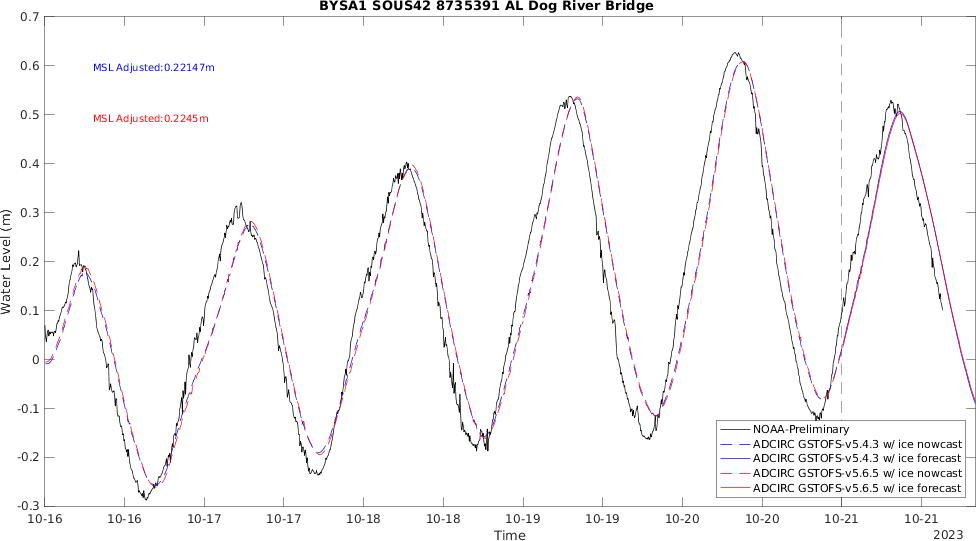 BYSA1 SOUS42 8735391 AL Dog River Bridge
0.7
0.6
0.5
0.4
0.3
0.2
0.1
0
-0.1
-0.2
-0.3
Water Level (m)
MSL Adjusted:0.22147m
MSL Adjusted:0.2245m
NOAA-Preliminary
ADCIRC GSTOFS-v5.4.3 w/ ice nowcast
ADCIRC GSTOFS-v5.4.3 w/ ice forecast
ADCIRC GSTOFS-v5.6.5 w/ ice nowcast
ADCIRC GSTOFS-v5.6.5 w/ ice forecast
10-16 10-16 10-17 10-17 10-18 10-18 10-19 10-19 10-20 10-20 10-21 10-21
Time
2023